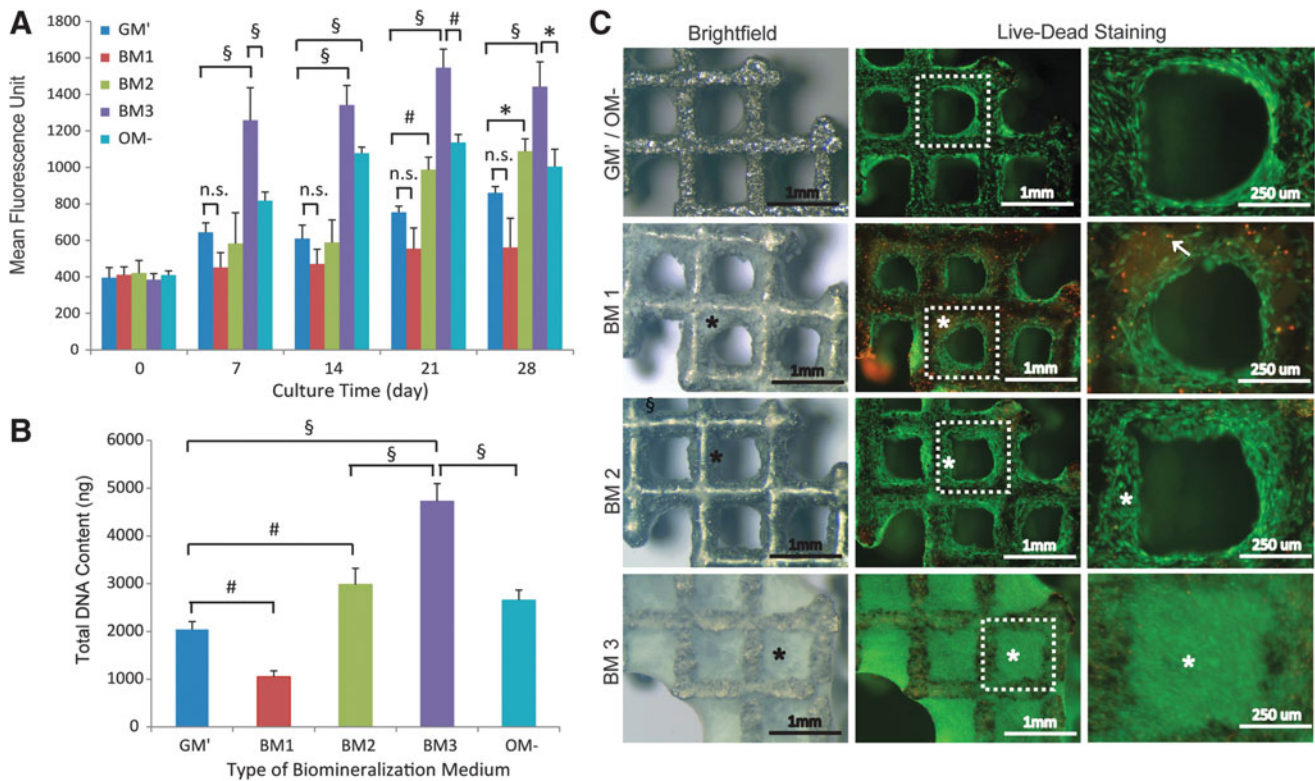 A
Mean Fluorescence Unit
1800
1600
1400
1200
1000
800
600
400
200
0
GM'
BM1
BM2
BM3
OM-
§
§
n.s.
§
§
n.s.
§
#
#
n.s.
§
*
*
n.s.
0
7
14
21
28
Culture Time (day)
B
Total DNA Content (ng)
6000
5000
4000
3000
2000
1000
0
§
§
§
#
#
GM'
BM1
BM2
BM3
OM-
Type of Biomineralization Medium
C
Brightfield
Live-Dead Staining
GM' / OM-
1mm
1mm
250 um
BM 1
*
1mm
*
1mm
250 um
BM 2
§
*
1mm
*
1mm
*
250 um
BM 3
*
1mm
*
1mm
*
250 um